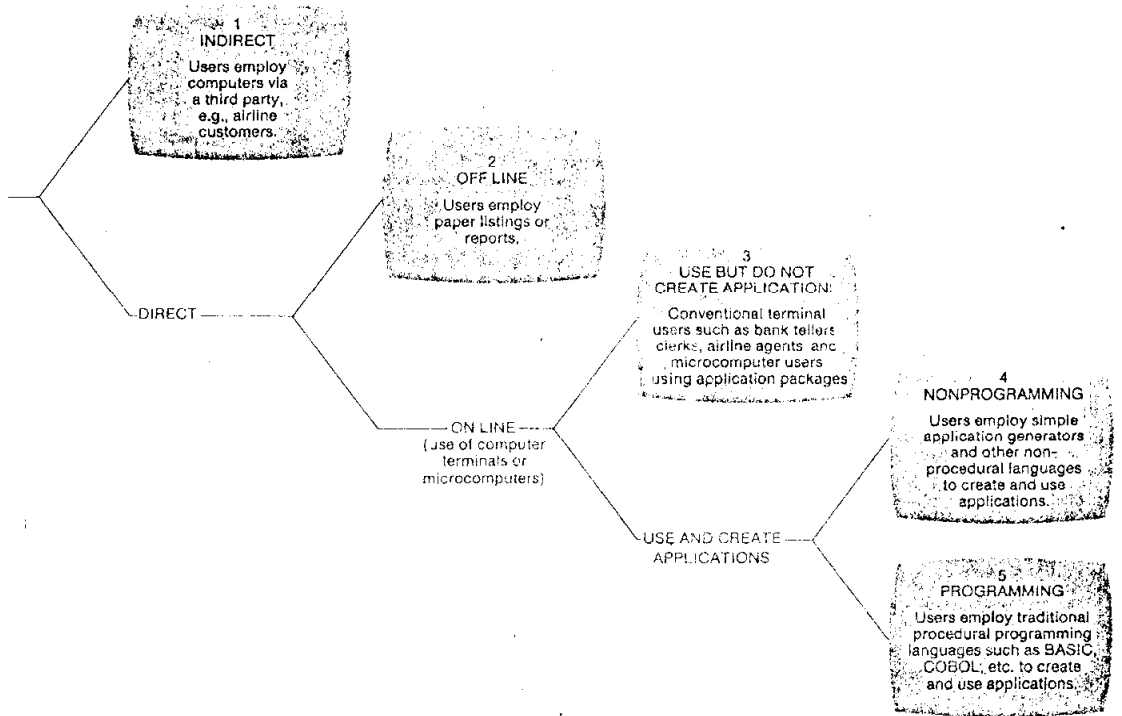 1
INDIRECT
Users employ
computers via
a third party,
e.g., airline
customers.
2
OFF LINE
Users employ
paper listings or
reports.
DIRECT
3
USE BUT DO NOT
CREATE APPLICATION:
Conventional terminal
users such as bank tellers
clerks, airline agents and
microcomputer users
using application packages
4
NONPROGRAMMING
Users employ simple
application generators
and other non-
procedural languages
to create and use
applications.
ON LINE
(use of computer
terminals or
microcomputers)
USE AND CREATE
APPLICATIONS
5
PROGRAMMING
Users employ traditional
procedural programming
languages such as BASIC,
COBOL, etc. to create
and use applications.